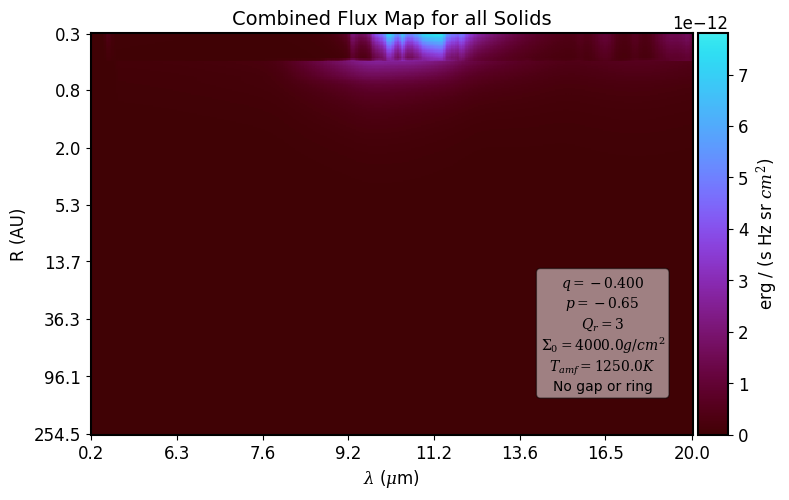 Combined Flux Map for all Solids
1e−12
0.3
0.8
2.0
5.3
13.7
36.3
96.1
254.5
R (AU)
0.2 6.3 7.6 9.2 11.2 13.6 16.5 20.0
λ (μm)
7
6
5
4
3
2
1
0
erg / (s Hz sr cm²)
q = −0.400
p = −0.65
Q_r = 3
Σ₀ = 4000.0g/cm²
T_amf = 1250.0K
No gap or ring